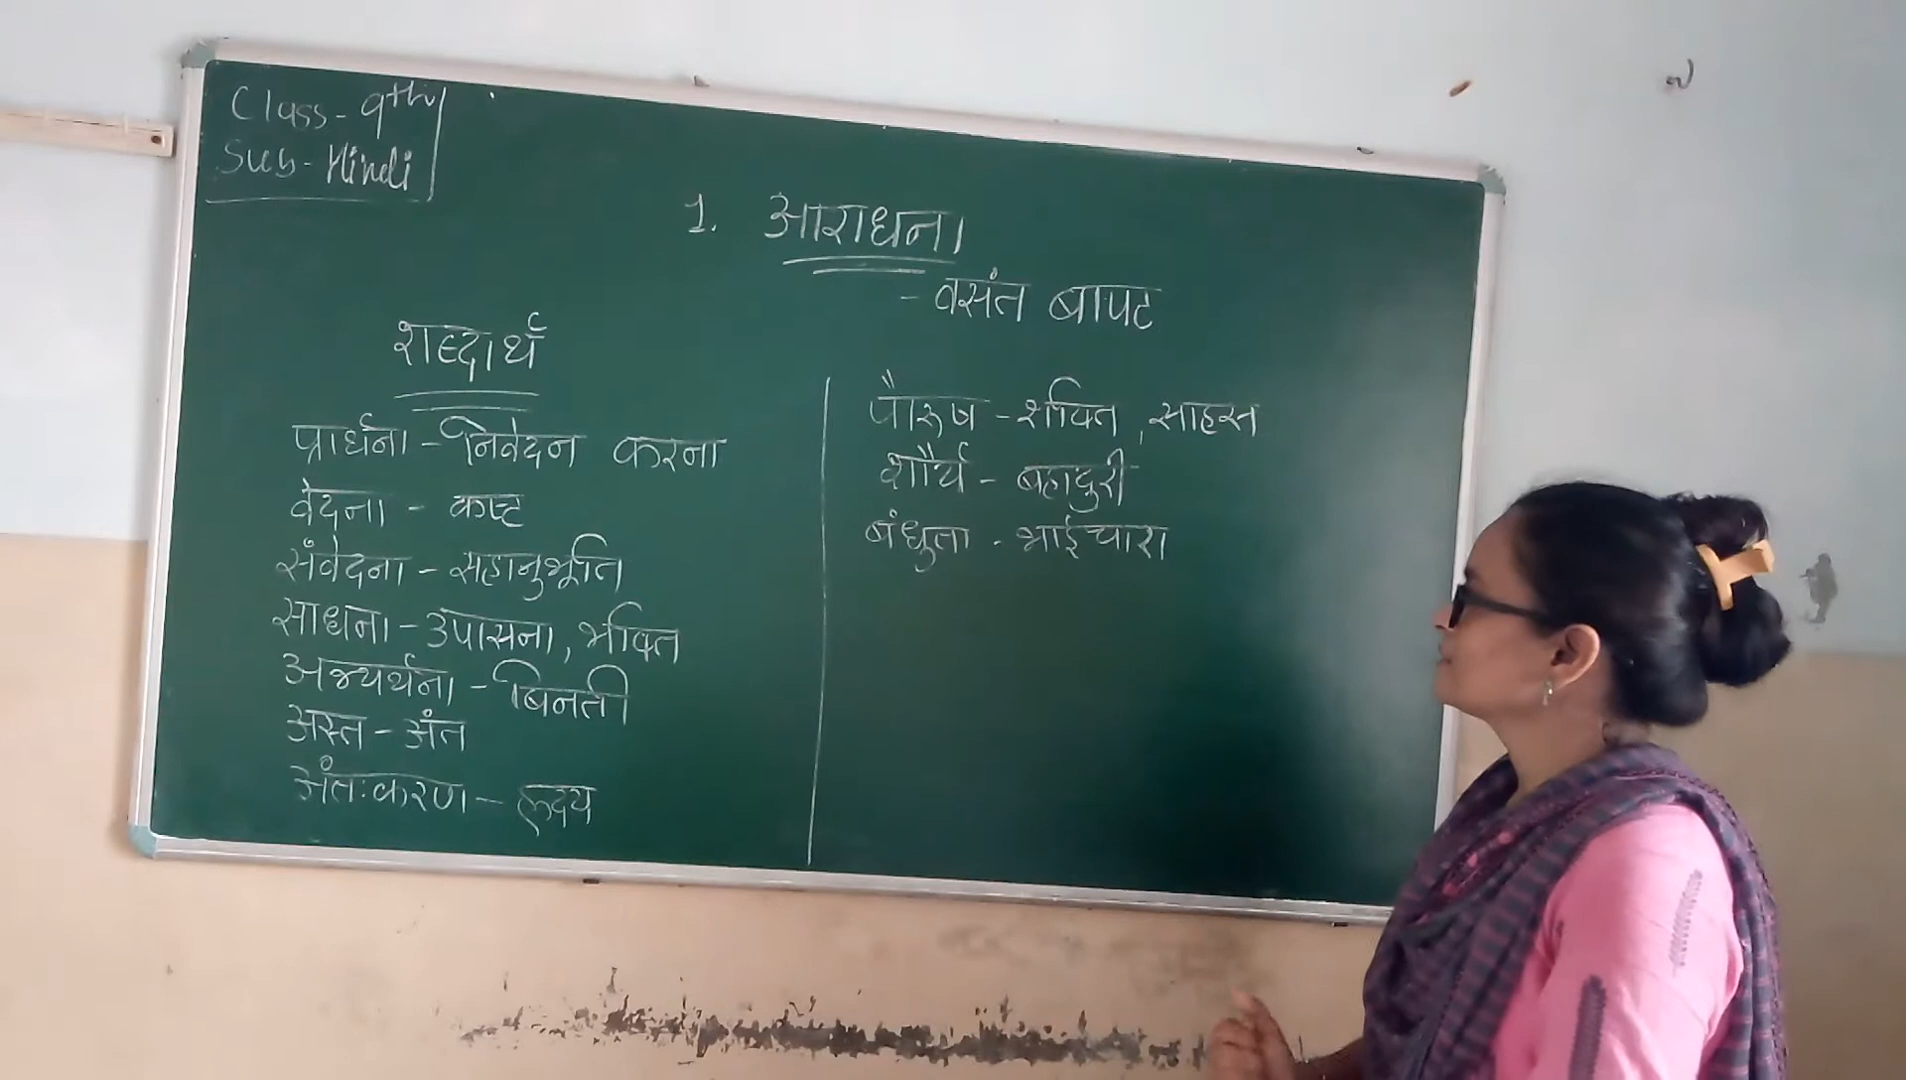 Class-9th
Sub-Hindi
1. आराधना
-वसंत बापट
शब्दार्थ
प्रार्थना-निवेदन करना
वेदना - कष्ट
संवेदना - सहानुभूति
साधना-उपासना, भक्ति
अभ्यर्थना - बिनती
अस्त-अंत
अंतःकरण - हृदय
पौरुष - शक्ति, साहस
शौर्य - बहादुरी
बंधुता - भाईचारा